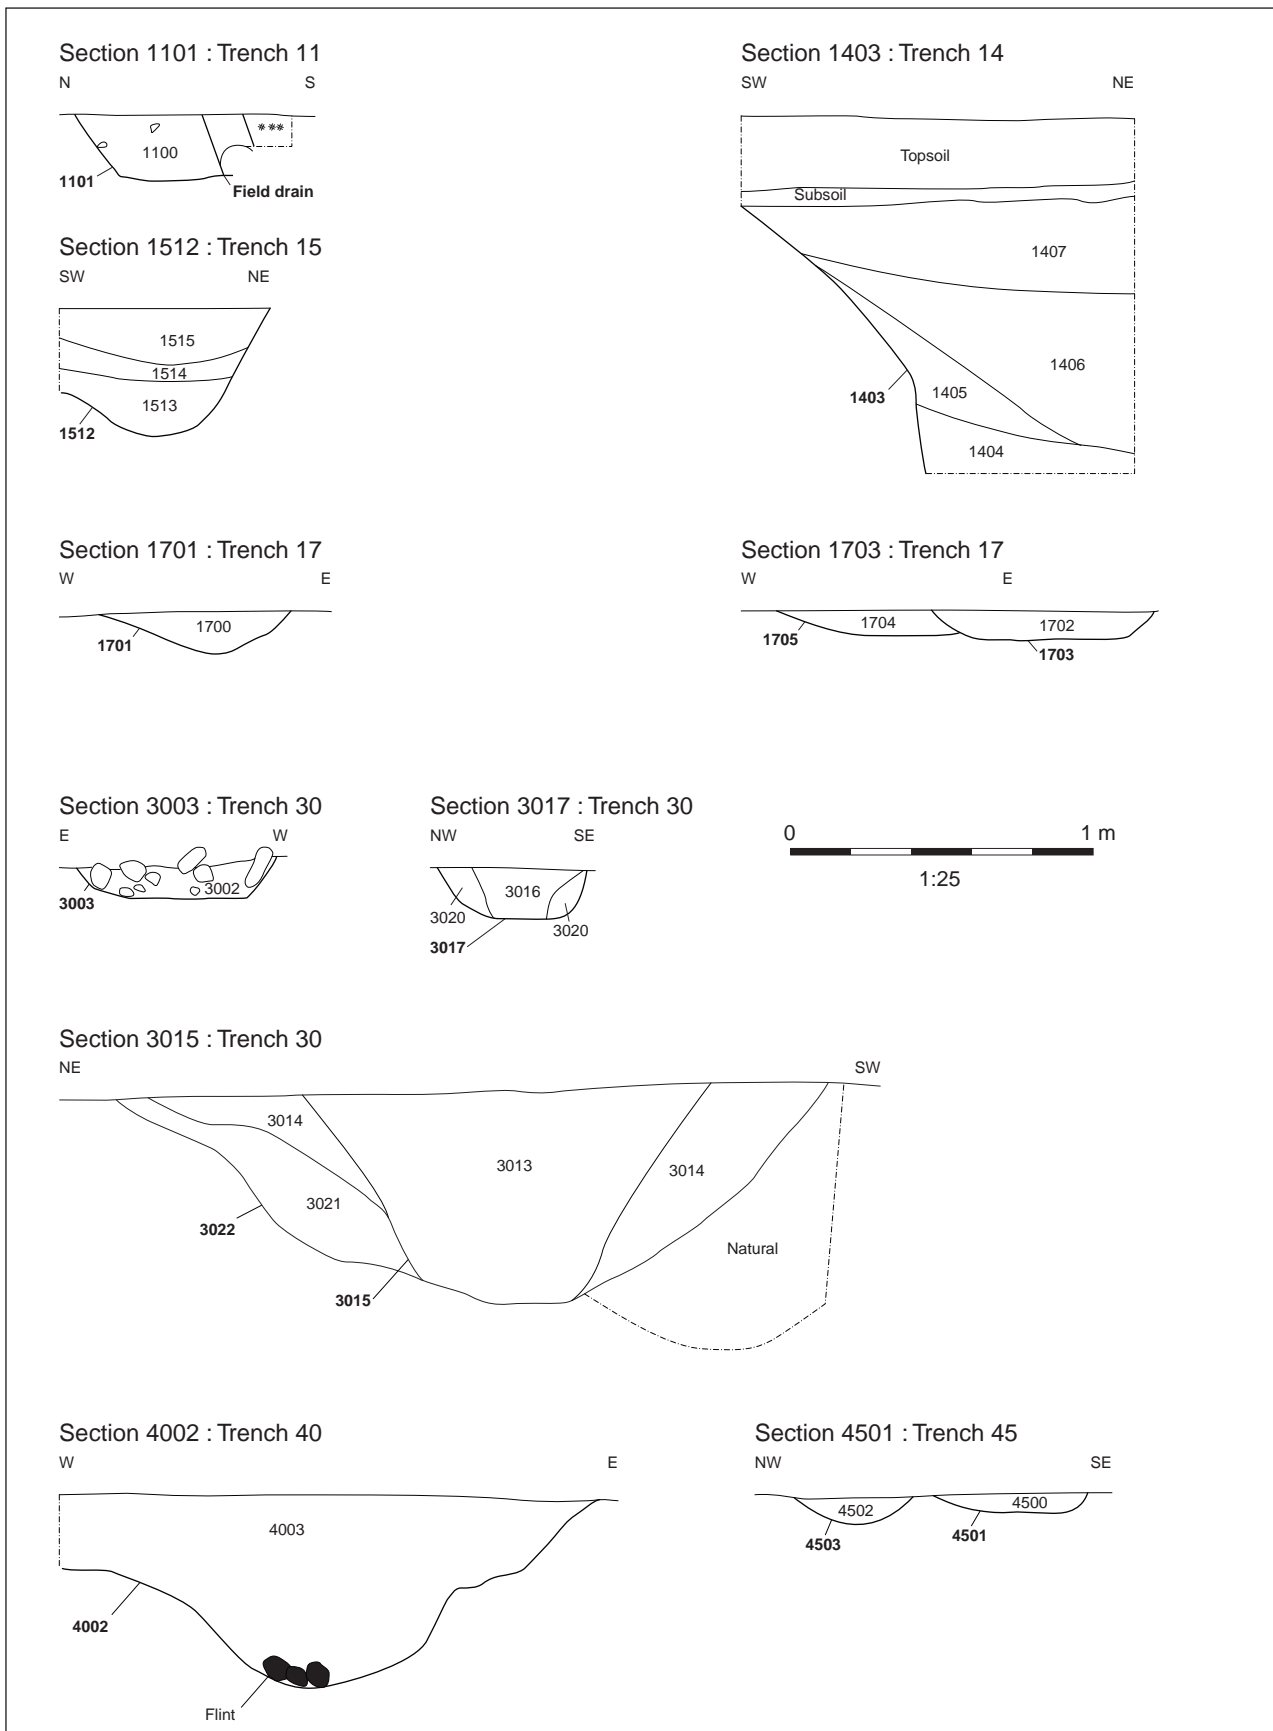 Section 1101 : Trench 11
N S
1100
1101
Field drain
Section 1403 : Trench 14
SW NE
Topsoil
Subsoil
1407
1406
1405
1403
1404
Section 1512 : Trench 15
SW NE
1515
1514
1513
1512
Section 1701 : Trench 17
W E
1700
1701
Section 1703 : Trench 17
W E
1704 1702
1705
1703
Section 3003 : Trench 30
E W
3002
3003
Section 3017 : Trench 30
NW SE
3016
3020
3020
3017
0 1 m
1:25
Section 3015 : Trench 30
NE SW
3014
3013
3014
3021
3022
Natural
3015
Section 4002 : Trench 40
W E
4003
4002
Flint
Section 4501 : Trench 45
NW SE
4502 4500
4503 4501